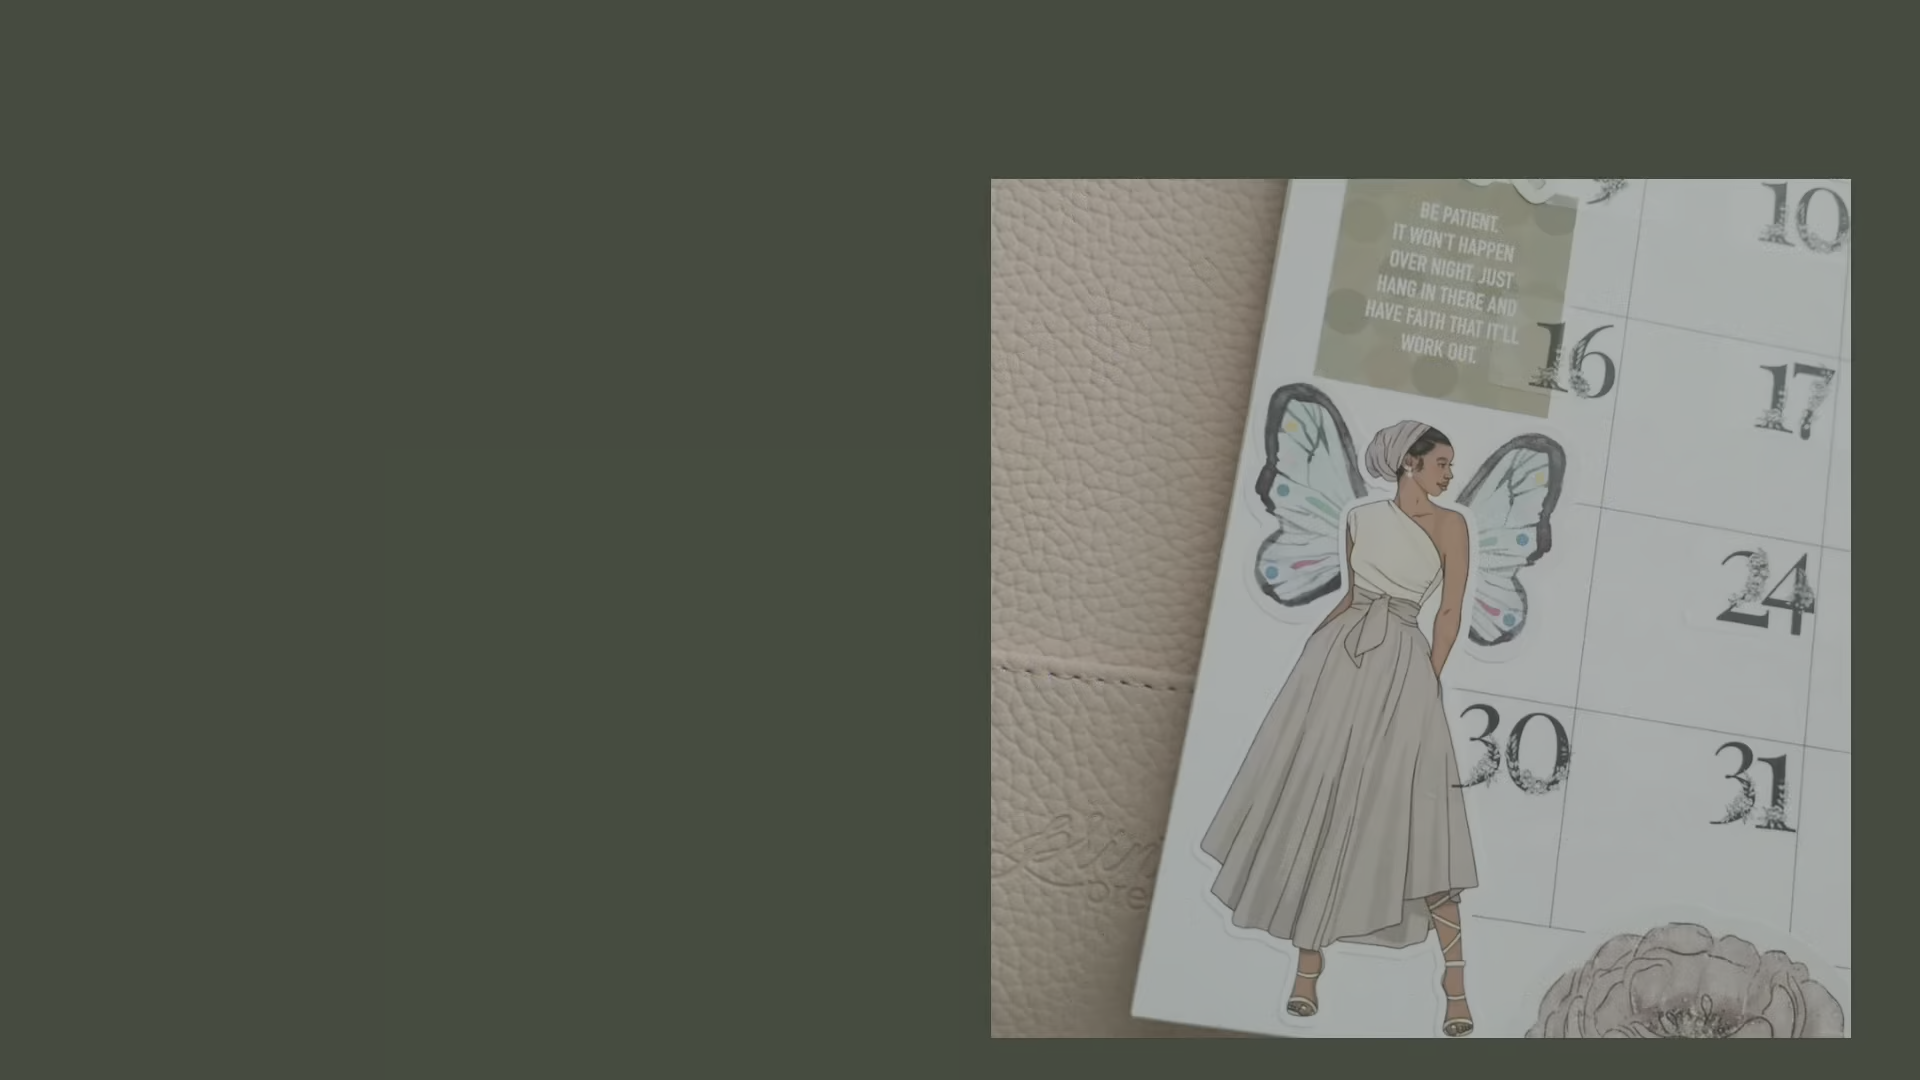 BE PATIENT.
IT WON'T HAPPEN
OVER NIGHT. JUST
HANG IN THERE AND
HAVE FAITH THAT IT'LL
WORK OUT.
10
16
17
24
30
31